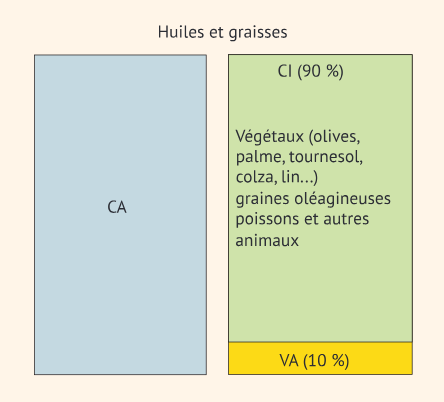 Huiles et graisses
CA
CI (90 %)
Végétaux (olives,
palme, tournesol,
colza, lin...)
graines oléagineuses
poissons et autres
animaux
VA (10 %)